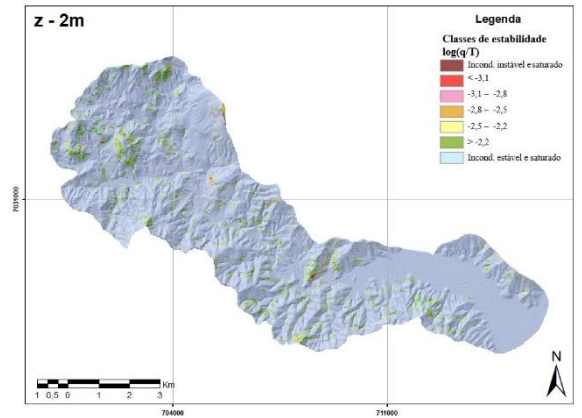 z - 2m
Legenda
Classes de estabilidade
log(q/T)
Incond. instável e saturado
< -3,1
-3,1 – -2,8
-2,8 – -2,5
-2,5 – -2,2
> -2,2
Incond. estável e saturado
7031000
1 0,5 0 1 2 3 Km
N
704000 711000